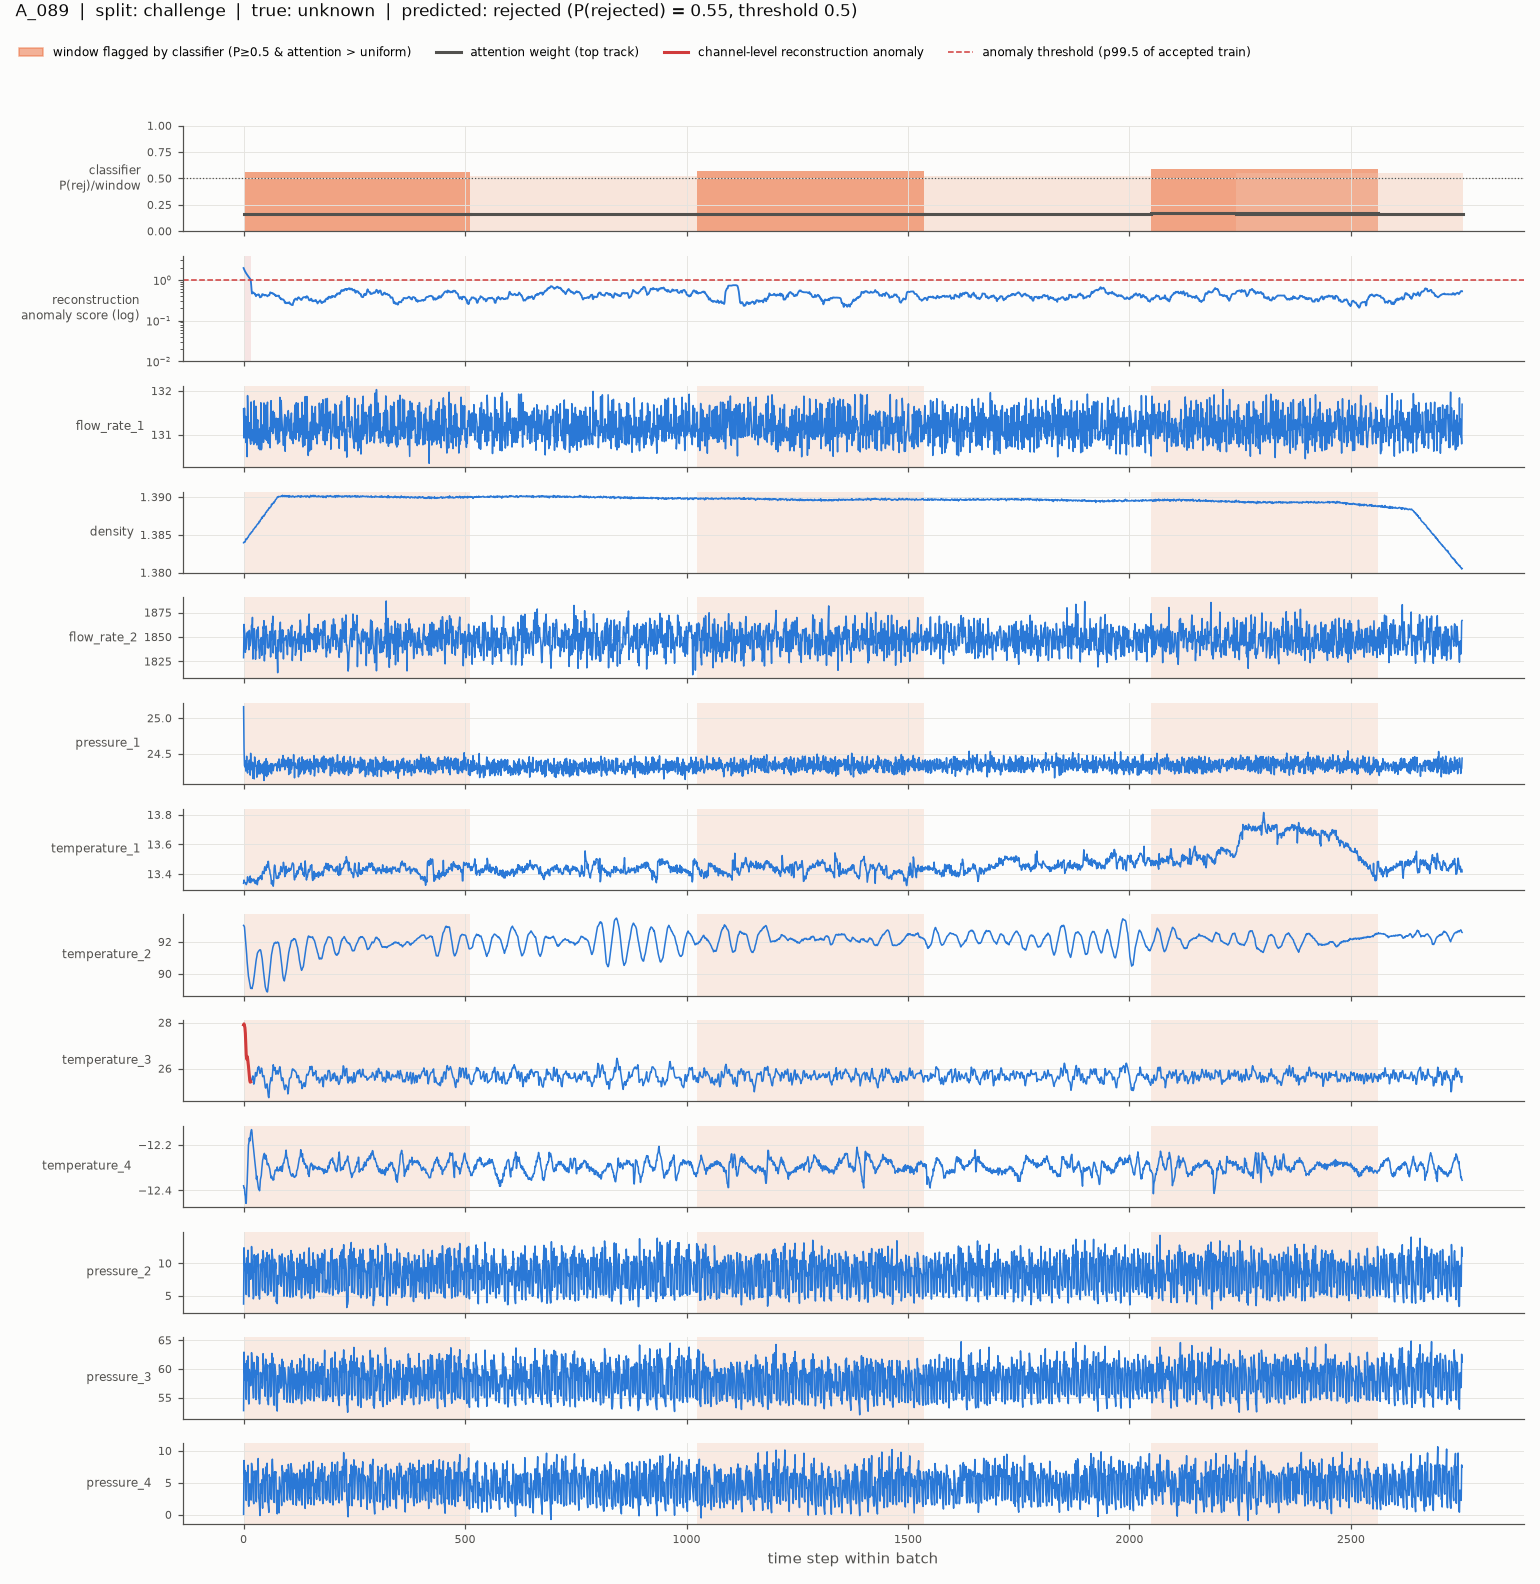 A_089 | split: challenge | true: unknown | predicted: rejected (P(rejected) = 0.55, threshold 0.5)
window flagged by classifier (P≥0.5 & attention > uniform)
attention weight (top track)
channel-level reconstruction anomaly
anomaly threshold (p99.5 of accepted train)
1.00
0.75
0.50
0.25
0.00
classifier
P(rej)/window
10⁰
10⁻¹
10⁻²
reconstruction
anomaly score (log)
132
131
flow_rate_1
1.390
1.385
1.380
density
1875
1850
1825
flow_rate_2
25.0
24.5
pressure_1
13.8
13.6
13.4
temperature_1
92
90
temperature_2
28
26
temperature_3
−12.2
−12.4
temperature_4
10
5
pressure_2
65
60
55
pressure_3
10
5
0
pressure_4
0
500
1000
1500
2000
2500
time step within batch